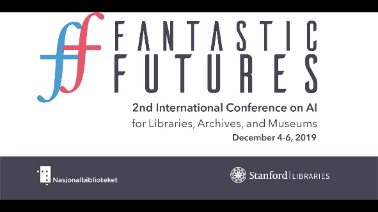 FANTASTIC
FUTURES
2nd International Conference on AI
for Libraries, Archives, and Museums
December 4-6, 2019
Nasjonalbiblioteket
Stanford LIBRARIES